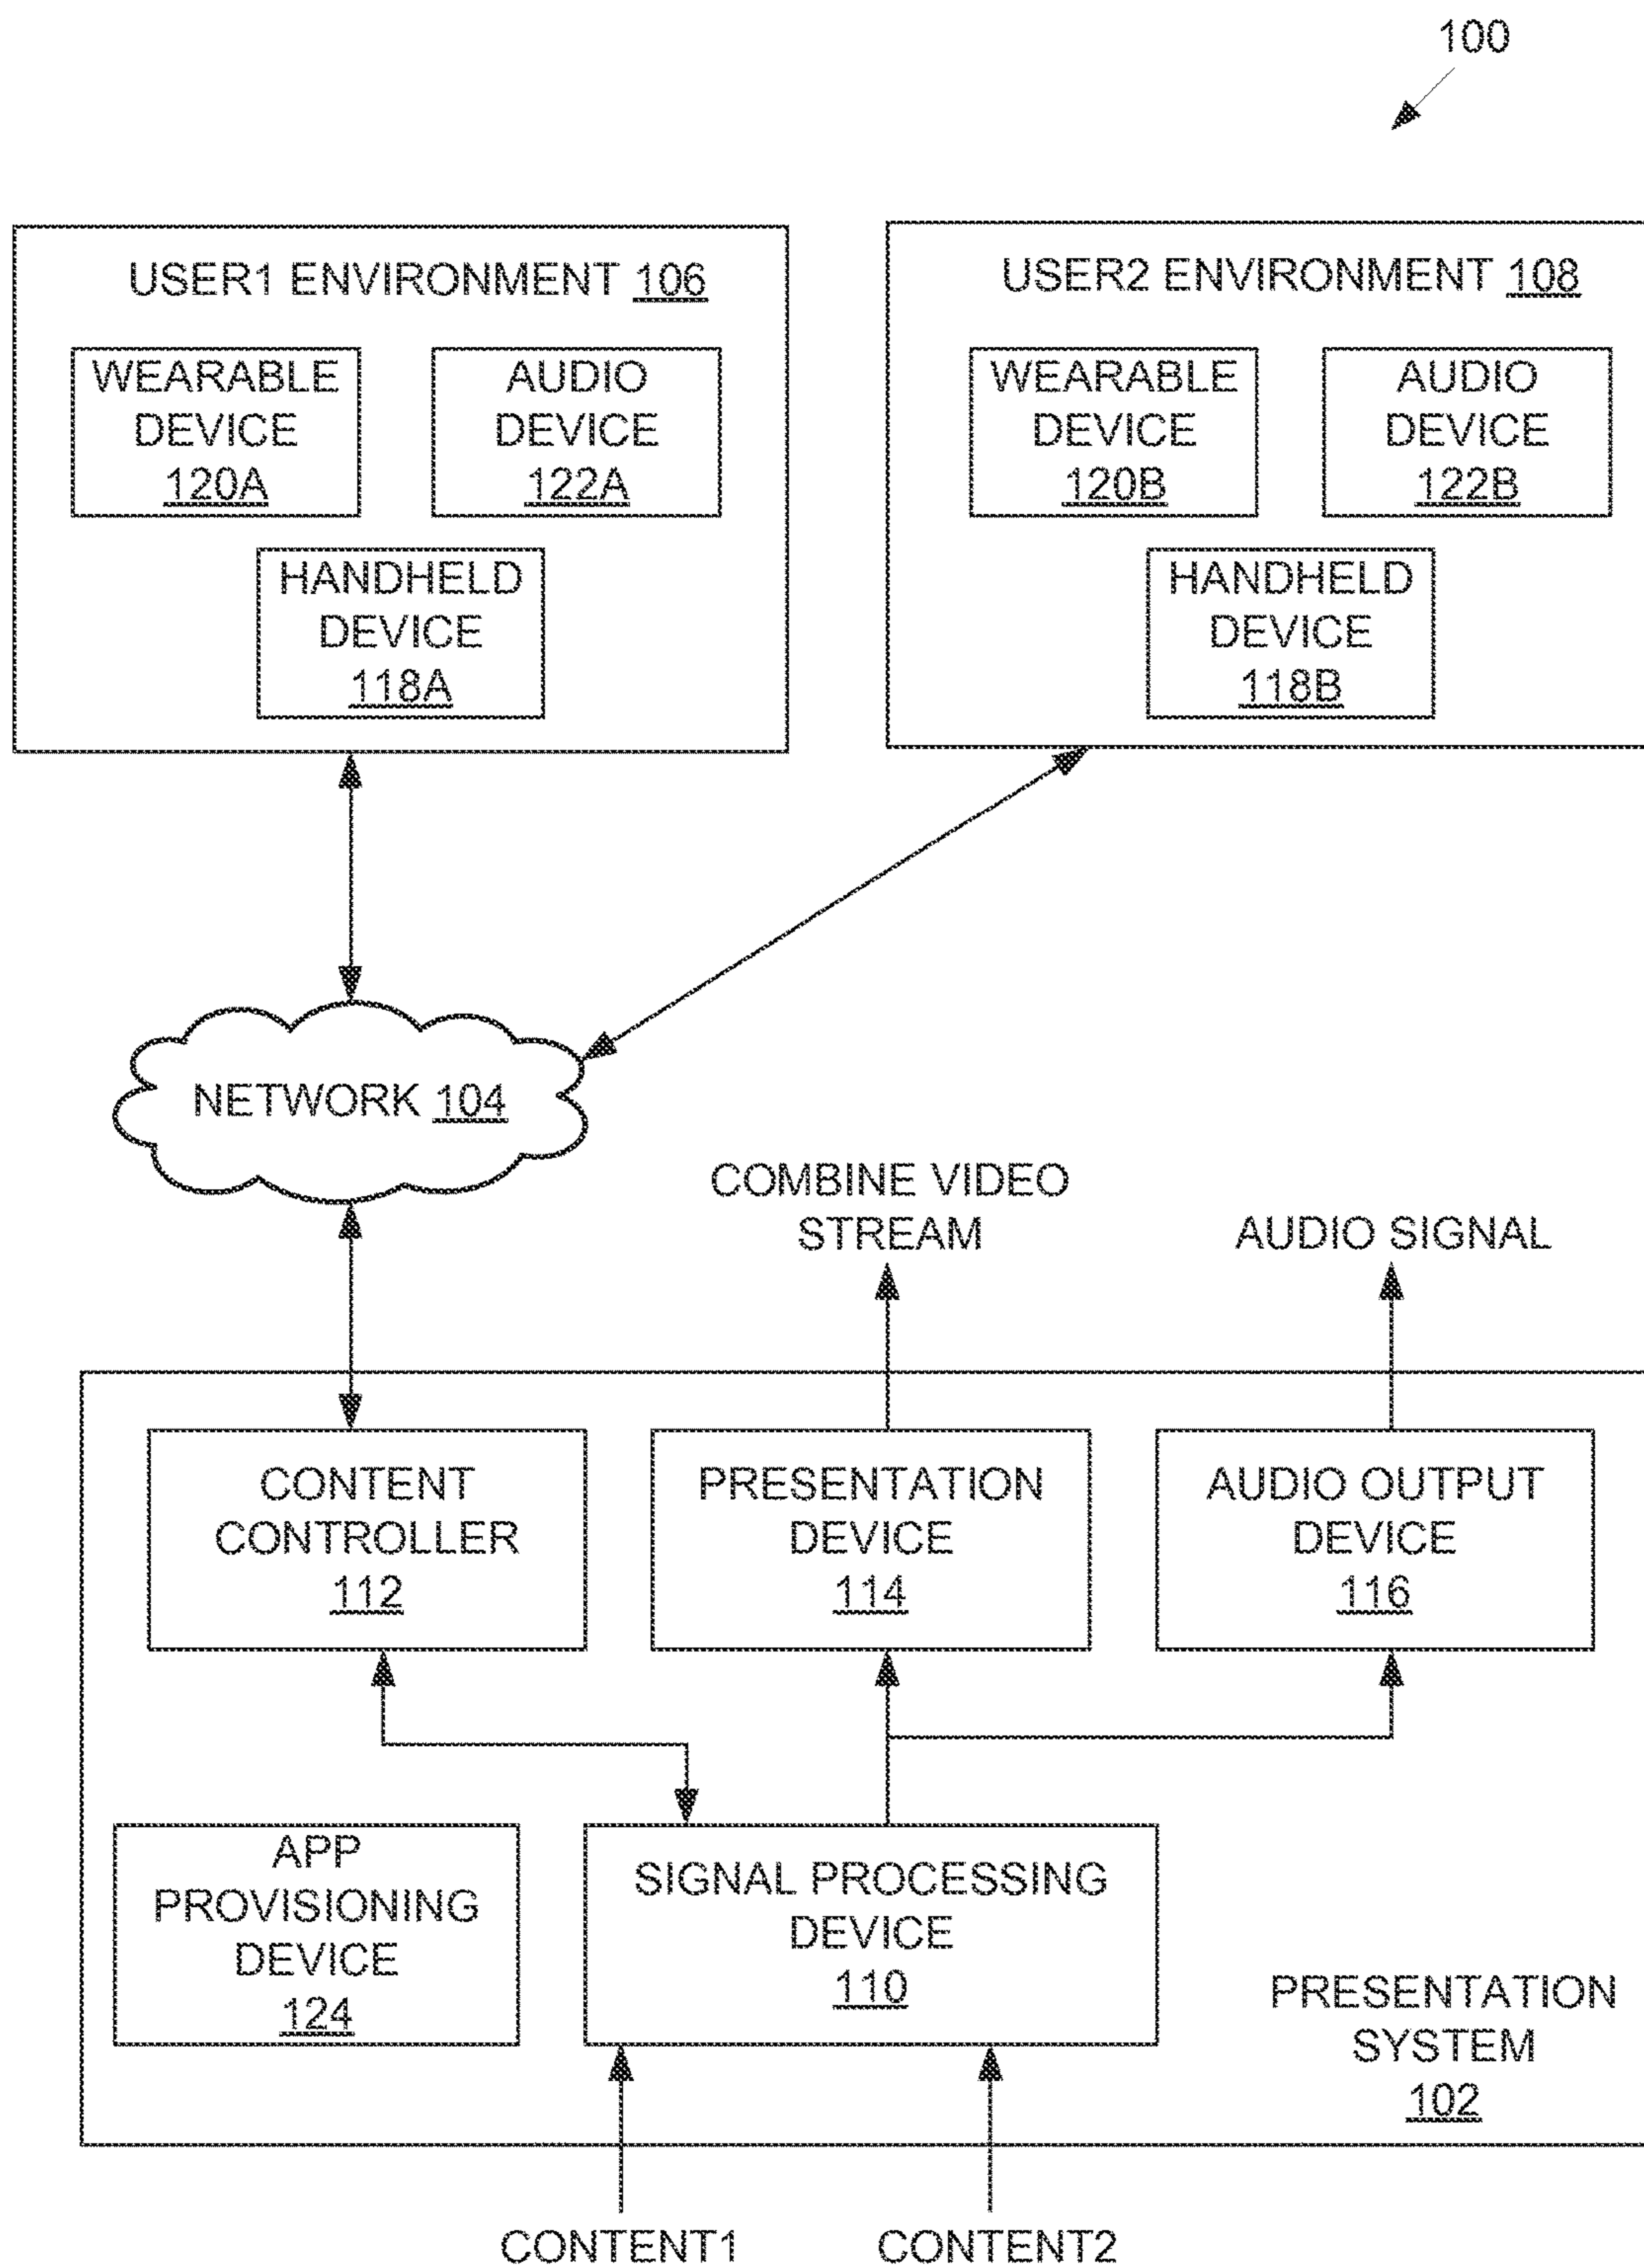 100
USER1 ENVIRONMENT 106
WEARABLE
DEVICE
120A
AUDIO
DEVICE
122A
HANDHELD
DEVICE
118A
USER2 ENVIRONMENT 108
WEARABLE
DEVICE
120B
AUDIO
DEVICE
122B
HANDHELD
DEVICE
118B
NETWORK 104
COMBINE VIDEO
STREAM
AUDIO SIGNAL
CONTENT
CONTROLLER
112
PRESENTATION
DEVICE
114
AUDIO OUTPUT
DEVICE
116
APP
PROVISIONING
DEVICE
124
SIGNAL PROCESSING
DEVICE
110
PRESENTATION
SYSTEM
102
CONTENT1
CONTENT2